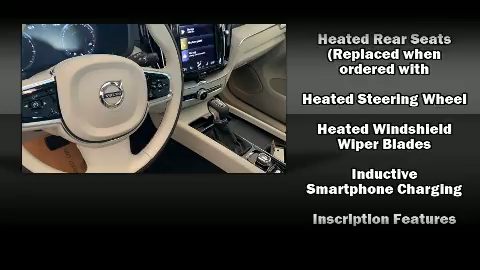 Heated Rear Seats
(Replaced when
ordered with
Heated Steering Wheel
Heated Windshield
Wiper Blades
Inductive
Smartphone Charging
Inscription Features